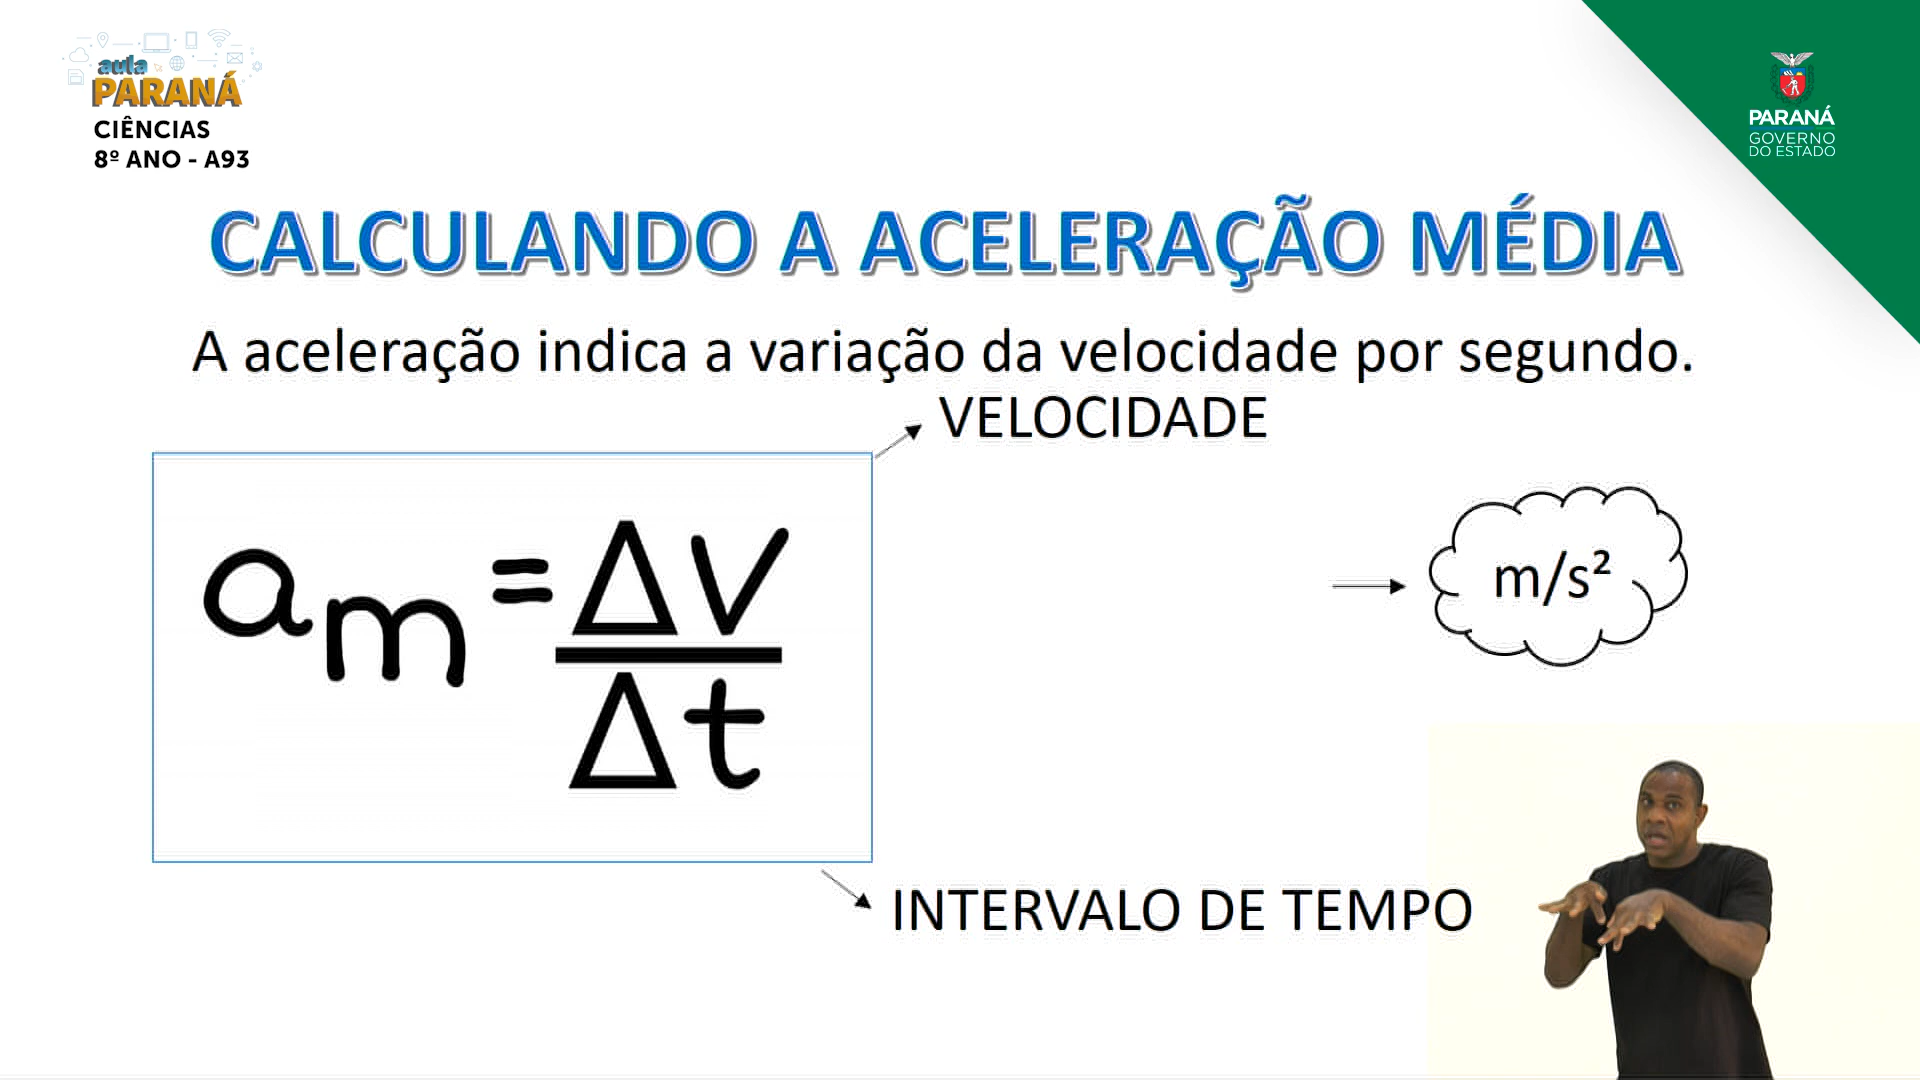 aula
PARANÁ
CIÊNCIAS
8º ANO - A93
PARANÁ
GOVERNO
DO ESTADO
CALCULANDO A ACELERAÇÃO MÉDIA
A aceleração indica a variação da velocidade por segundo.
VELOCIDADE
am = ΔV
Δt
m/s²
INTERVALO DE TEMPO